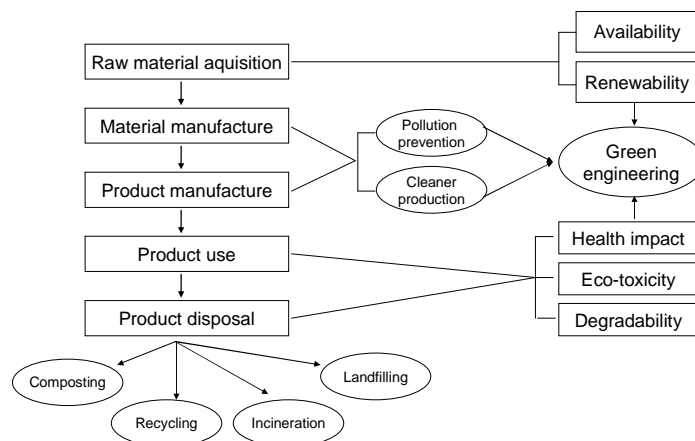 Availability
Raw material aquisition
Renewability
Material manufacture
Pollution
prevention
Green
engineering
Product manufacture
Cleaner
production
Product use
Health impact
Eco-toxicity
Product disposal
Degradability
Composting
Landfilling
Recycling
Incineration